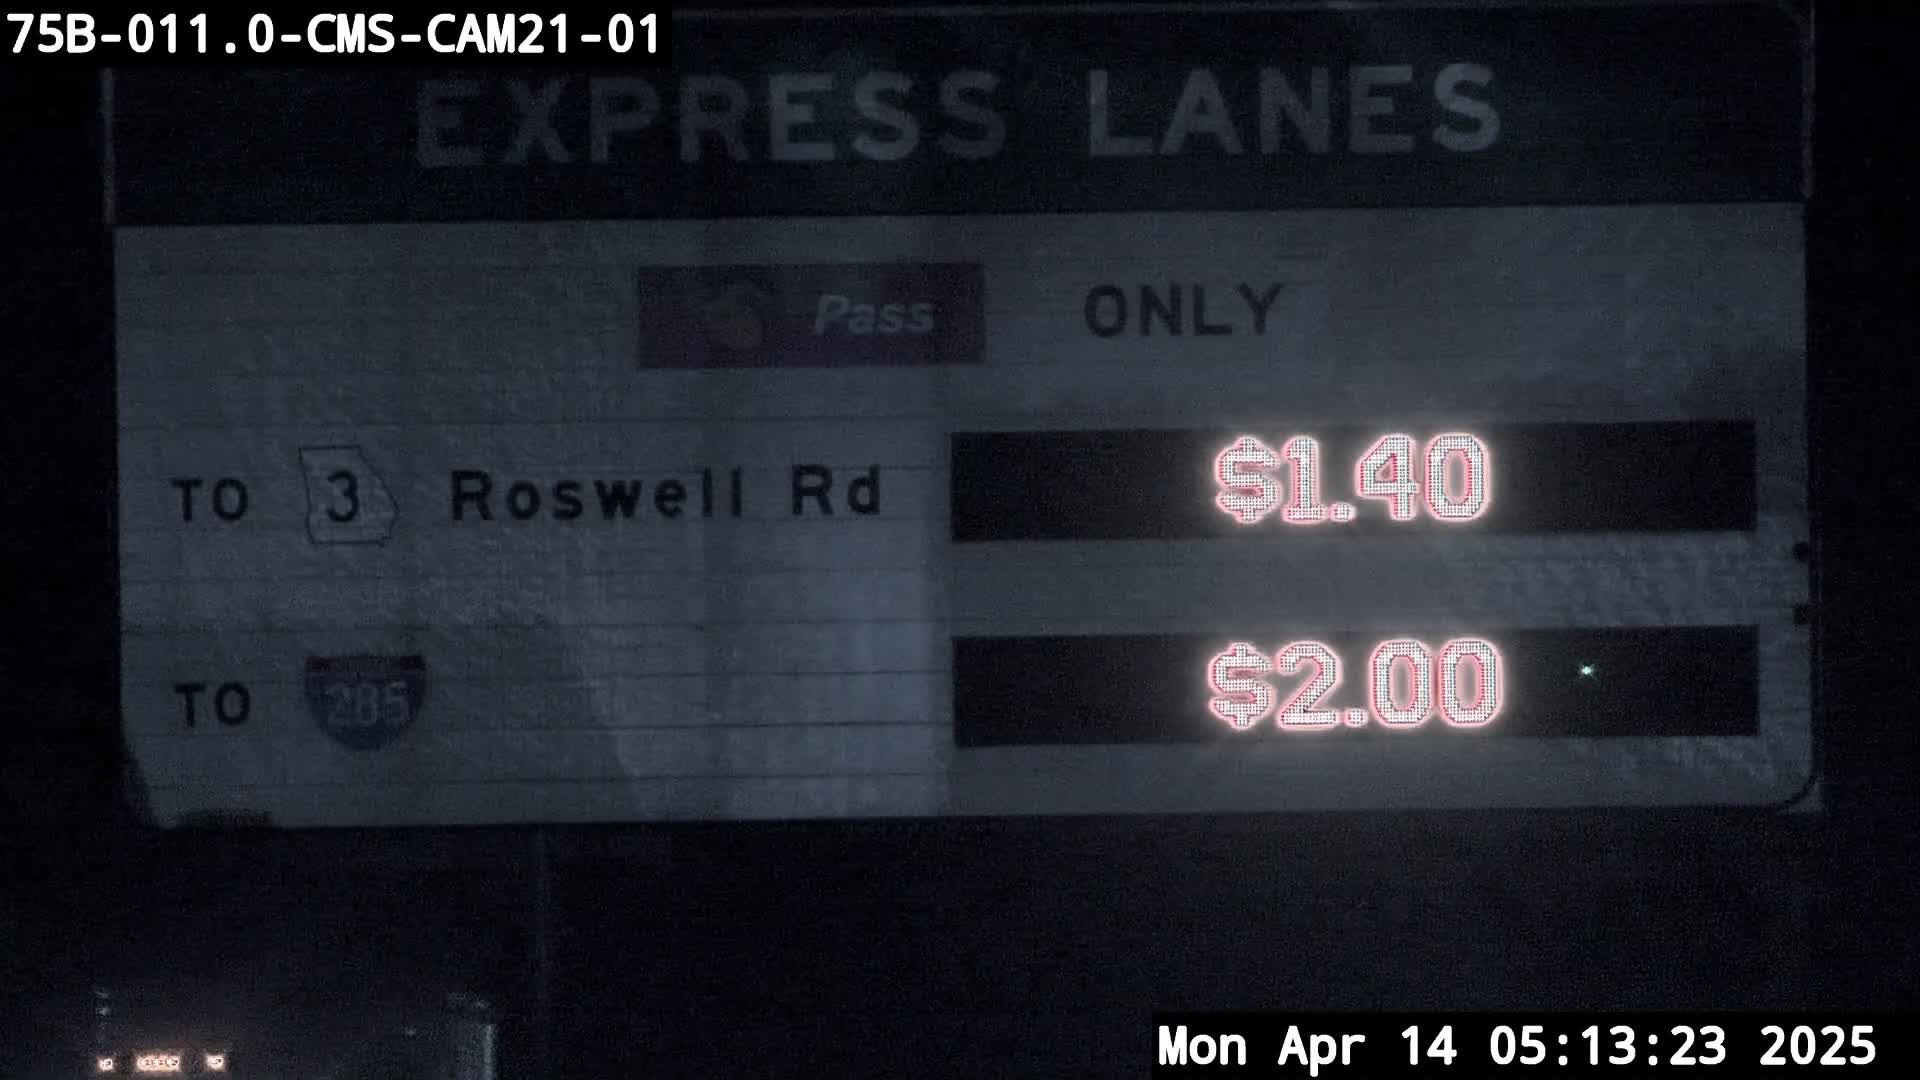 75B-011.0-CMS-CAM21-01
EXPRESS LANES
Pass ONLY
TO 3 Roswell Rd $1.40
TO 285 $2.00
Mon Apr 14 05:13:23 2025